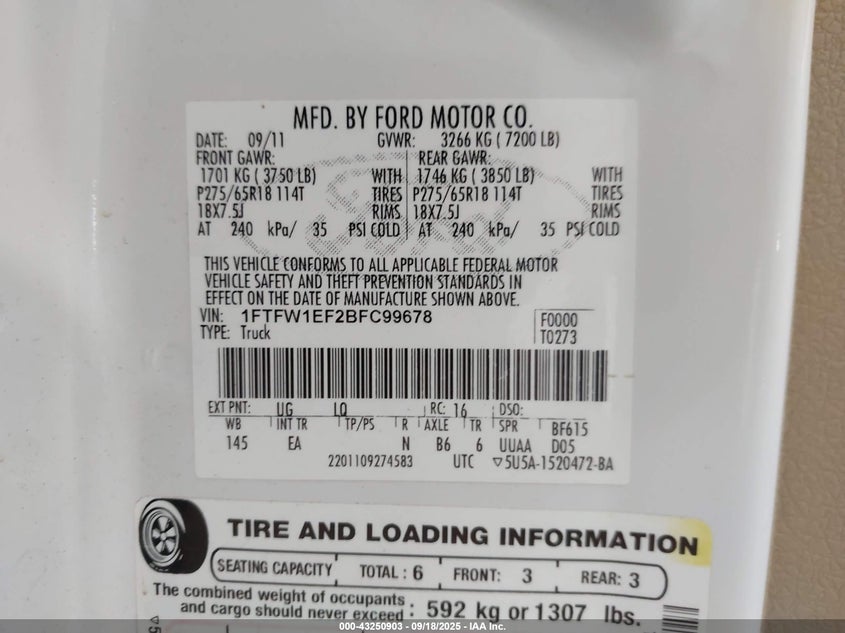 MFD. BY FORD MOTOR CO.
DATE: 09/11 GVWR: 3266 KG ( 7200 LB)
FRONT GAWR: REAR GAWR:
1701 KG ( 3750 LB) WITH 1746 KG ( 3850 LB) WITH
P275/65R18 114T TIRES P275/65R18 114T TIRES
18X7.5J RIMS 18X7.5J RIMS
AT 240 kPa/ 35 PSI COLD AT 240 kPa/ 35 PSI COLD
THIS VEHICLE CONFORMS TO ALL APPLICABLE FEDERAL MOTOR
VEHICLE SAFETY AND THEFT PREVENTION STANDARDS IN
EFFECT ON THE DATE OF MANUFACTURE SHOWN ABOVE.
VIN: 1FTFW1EF2BFC99678 F0000
TYPE: Truck T0273
EXT PNT: UG LQ RC: 16 DSO:
WB INT TR TP/PS R AXLE TR SPR BF615
145 EA N B6 6 UUAA D05
2201109274583 UTC ▽5U5A-1520472-BA
TIRE AND LOADING INFORMATION
SEATING CAPACITY TOTAL : 6 FRONT: 3 REAR: 3
The combined weight of occupants
and cargo should never exceed : 592 kg or 1307 lbs.
000-43250903 - 09/18/2025 - IAA Inc.